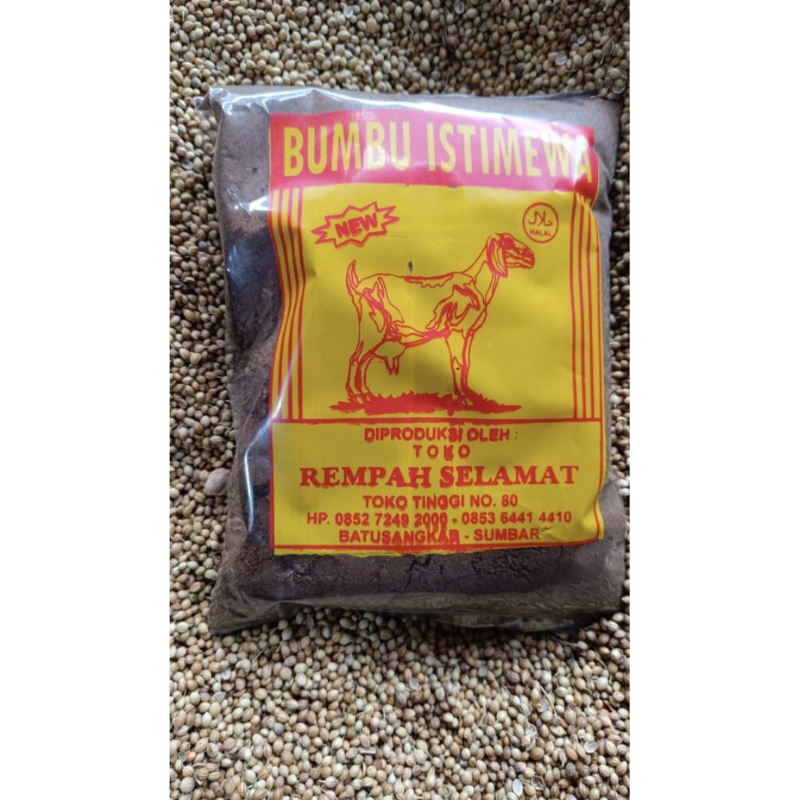 BUMBU ISTIMEWA
NEW
HALAL
DIPRODUKSI OLEH :
TOKO
REMPAH SELAMAT
TOKO TINGGI NO. 80
HP. 0852 7249 2000 - 0853 6441 4410
BATUSANGKAR - SUMBAR